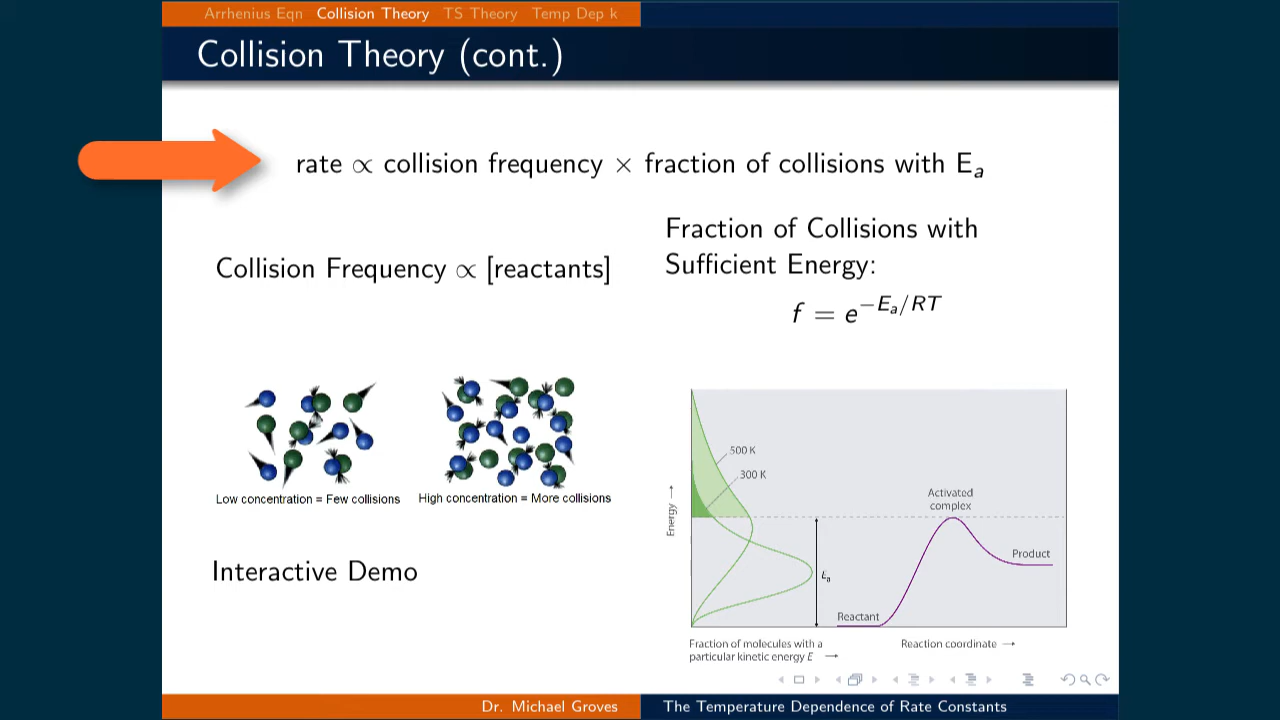 Arrhenius Eqn Collision Theory TS Theory Temp Dep k
Collision Theory (cont.)
rate ∝ collision frequency × fraction of collisions with Eₐ
Collision Frequency ∝ [reactants]
Fraction of Collisions with
Sufficient Energy:
f = e^−Eₐ/RT
Low concentration = Few collisions
High concentration = More collisions
Interactive Demo
500 K
300 K
Energy →
Eₐ
Activated
complex
Product
Reactant
Fraction of molecules with a
particular kinetic energy E →
Reaction coordinate →
Dr. Michael Groves
The Temperature Dependence of Rate Constants